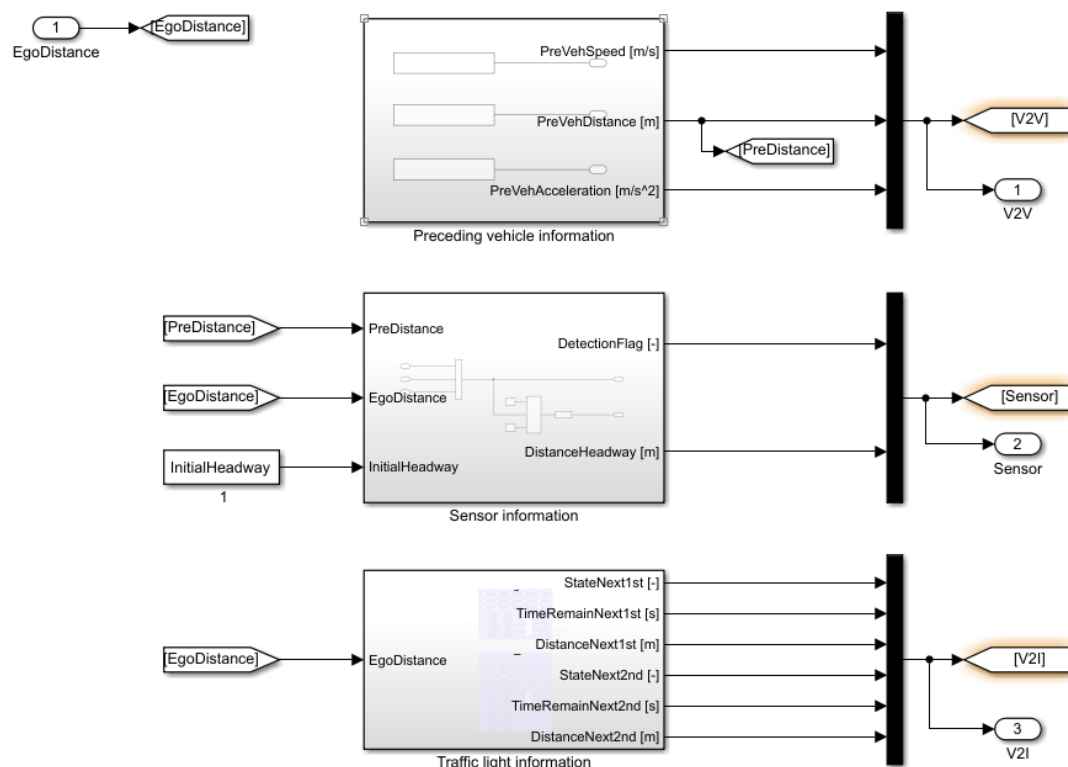 1
EgoDistance
[EgoDistance]
PreVehSpeed [m/s]
PreVehDistance [m]
PreVehAcceleration [m/s^2]
Preceding vehicle information
[PreDistance]
[V2V]
1
V2V
[PreDistance]
[EgoDistance]
InitialHeadway
1
PreDistance
EgoDistance
InitialHeadway
DetectionFlag [-]
DistanceHeadway [m]
Sensor information
[Sensor]
2
Sensor
[EgoDistance]
EgoDistance
StateNext1st [-]
TimeRemainNext1st [s]
DistanceNext1st [m]
StateNext2nd [-]
TimeRemainNext2nd [s]
DistanceNext2nd [m]
Traffic light information
[V2I]
3
V2I